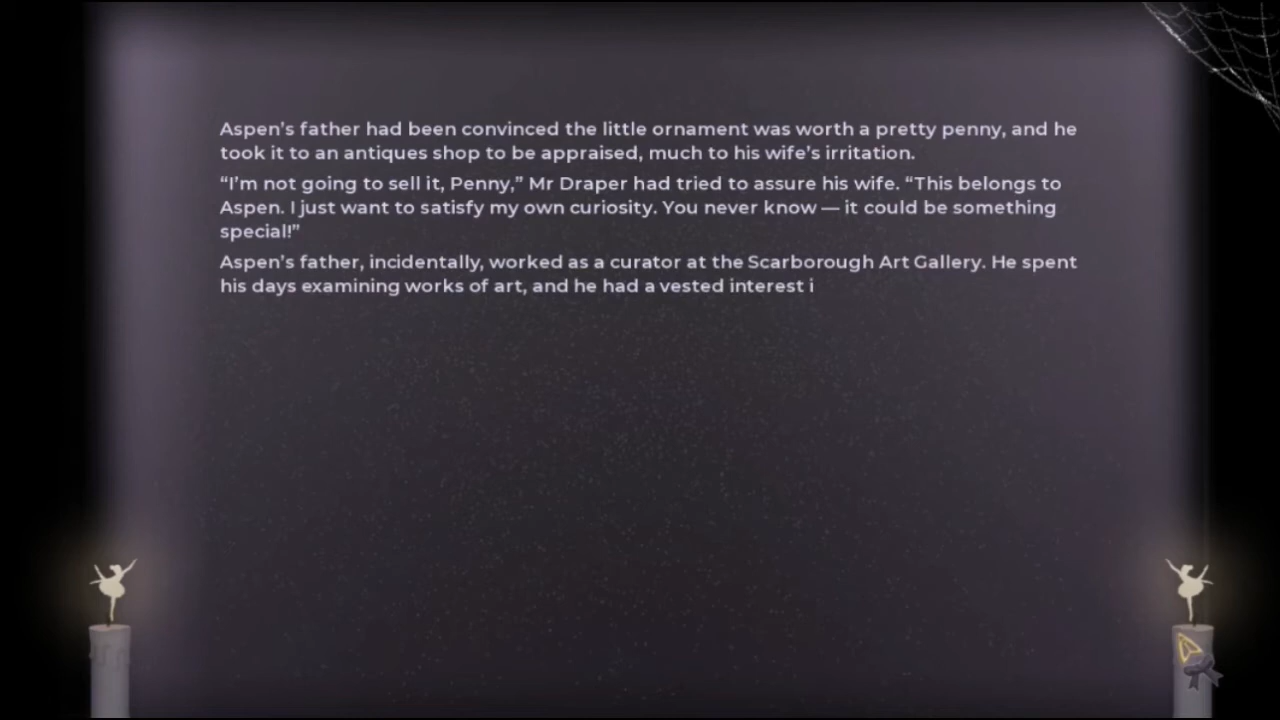 Aspen's father had been convinced the little ornament was worth a pretty penny, and he
took it to an antiques shop to be appraised, much to his wife's irritation.
“I'm not going to sell it, Penny,” Mr Draper had tried to assure his wife. “This belongs to
Aspen. I just want to satisfy my own curiosity. You never know — it could be something
special!”
Aspen's father, incidentally, worked as a curator at the Scarborough Art Gallery. He spent
his days examining works of art, and he had a vested interest i